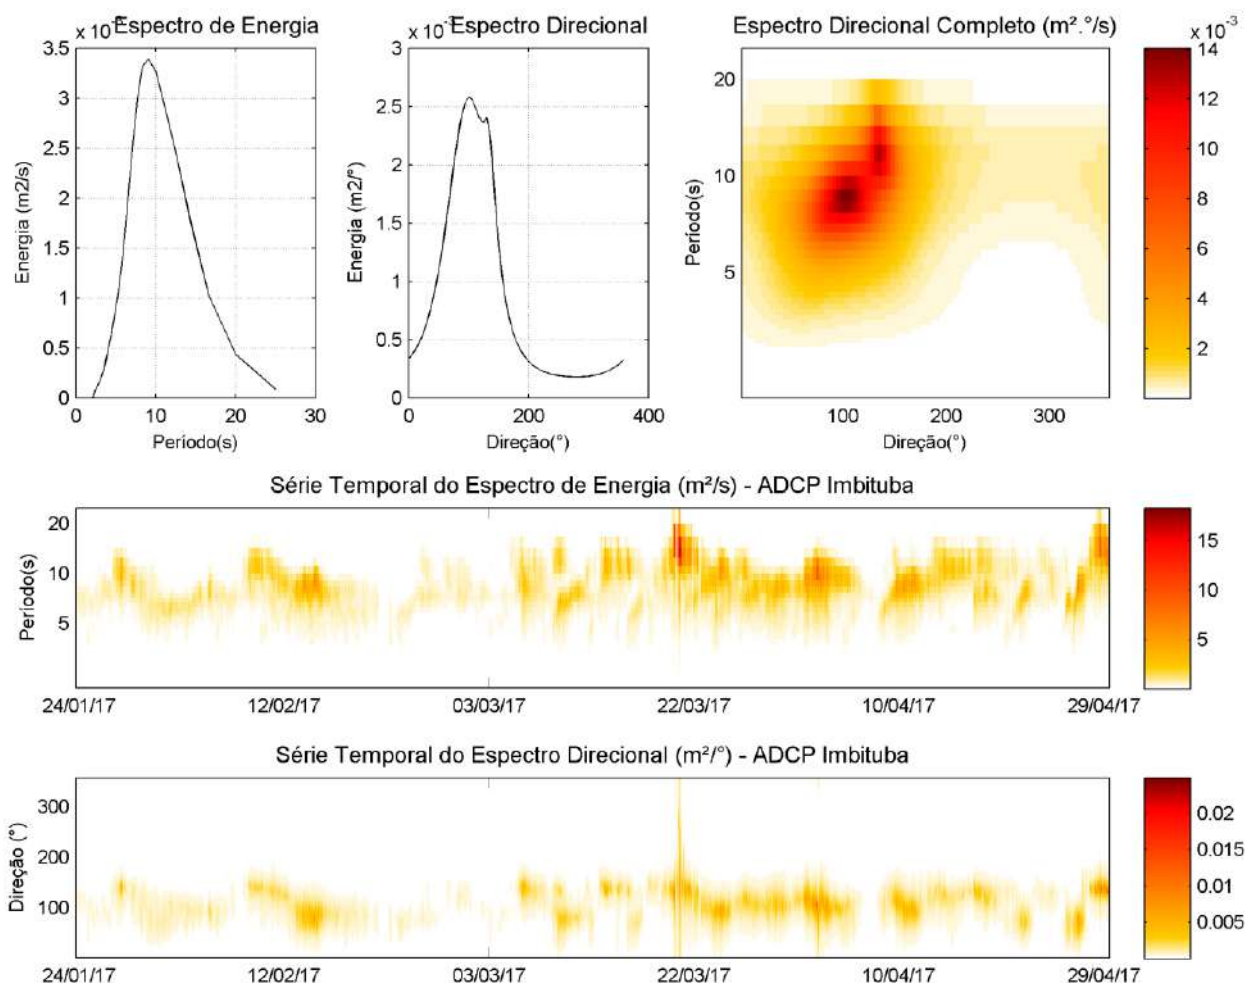 Espectro de Energia
Energia (m2/s)
3.5
3
2.5
2
1.5
1
0.5
0
0 10 20 30
Período(s)
x 10⁻³ Espectro Direcional
Energia (m2/°)
3
2.5
2
1.5
1
0.5
0
0 200 400
Direção(°)
Espectro Direcional Completo (m².°/s)
Período(s)
20
10
5
100 300
Direção(°)
x 10⁻³
14
12
10
8
6
4
2
Série Temporal do Espectro de Energia (m²/s) - ADCP Imbituba
Período(s)
20
10
5
24/01/17 12/02/17 03/03/17 22/03/17 10/04/17 29/04/17
15
10
5
Série Temporal do Espectro Direcional (m²/°) - ADCP Imbituba
Direção (°)
300
200
100
24/01/17 12/02/17 03/03/17 22/03/17 10/04/17 29/04/17
0.02
0.015
0.01
0.005